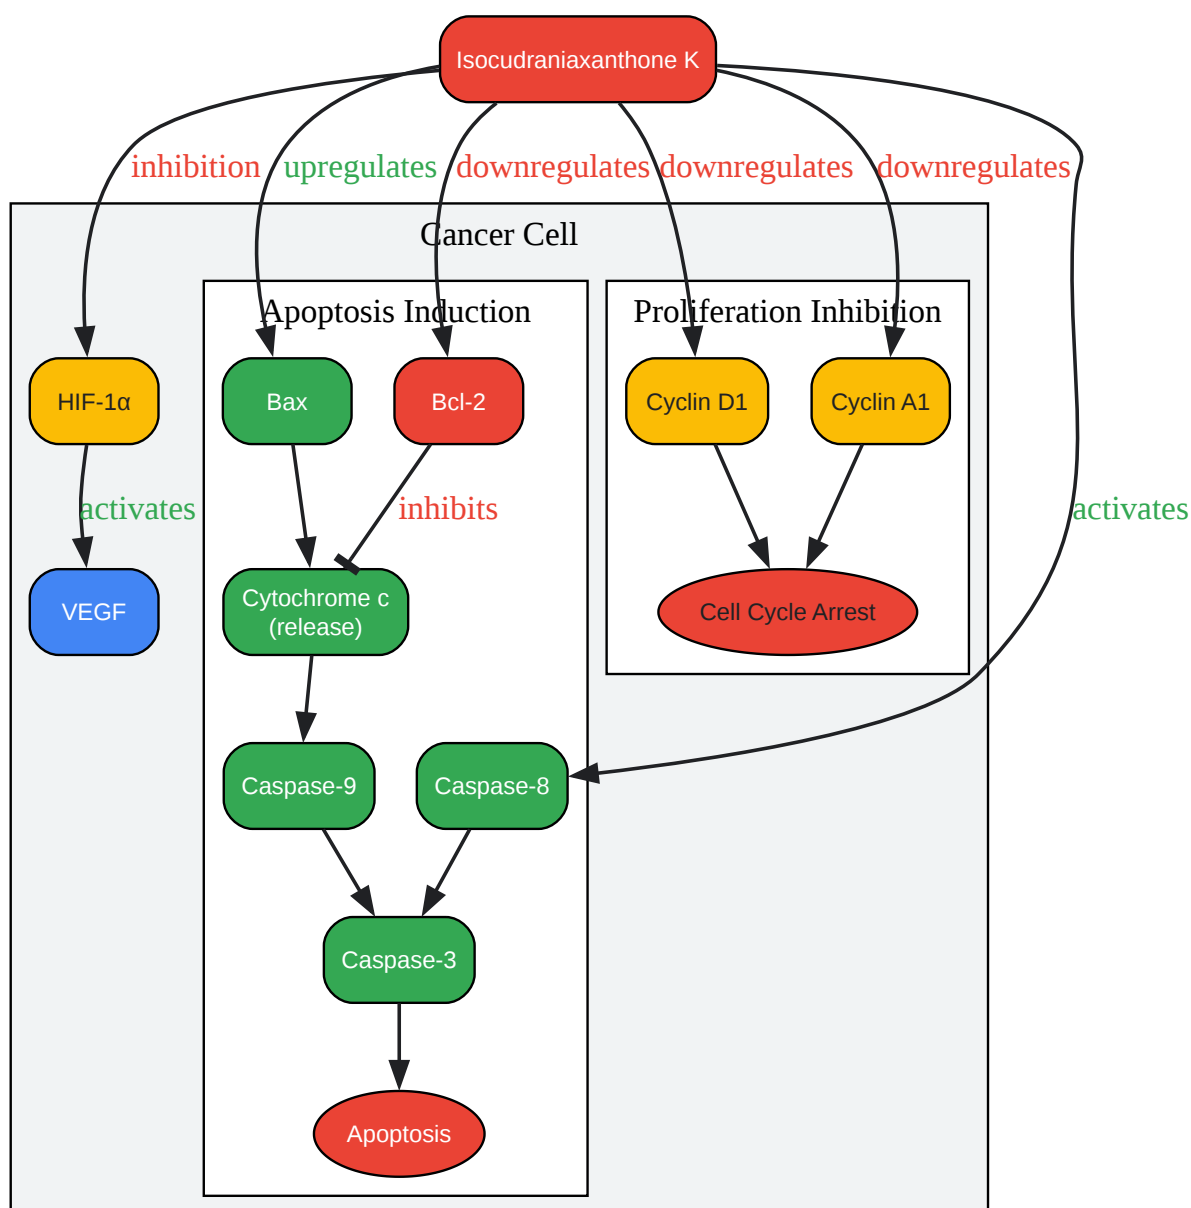 Isocudraniaxanthone K
inhibition
upregulates
downregulates
downregulates
downregulates
Cancer Cell
Apoptosis Induction
Proliferation Inhibition
HIF-1α
Bax
Bcl-2
Cyclin D1
Cyclin A1
activates
inhibits
activates
VEGF
Cytochrome c
(release)
Cell Cycle Arrest
Caspase-9
Caspase-8
Caspase-3
Apoptosis